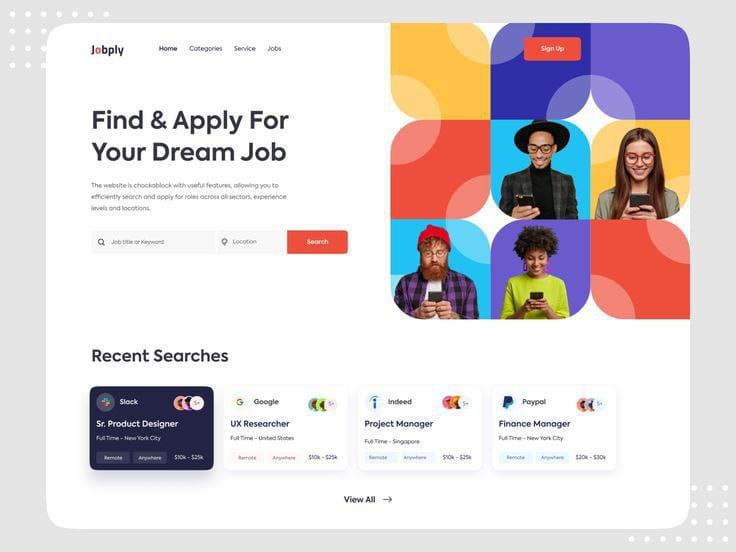 Jobply
Home Categories Service Jobs
Sign Up
Find & Apply For
Your Dream Job
The website is chockablock with useful features, allowing you to
efficiently search and apply for roles across all sectors, experience
levels and locations.
Job title or Keyword
Location
Search
Recent Searches
Slack
5+
Sr. Product Designer
Full Time - New York City
Remote Anywhere $10k - $25k
Google
5+
UX Researcher
Full Time - United States
Remote Anywhere $10k - $25k
Indeed
5+
Project Manager
Full Time - Singapore
Remote Anywhere $10k - $25k
Paypal
5+
Finance Manager
Full Time - New York City
Remote Anywhere $20k - $30k
View All